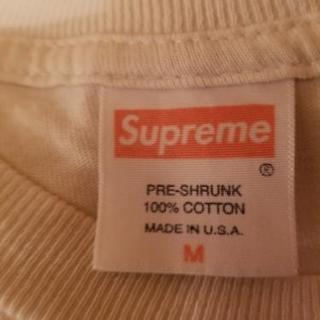 Supreme
®
PRE-SHRUNK
100% COTTON
MADE IN U.S.A.
M